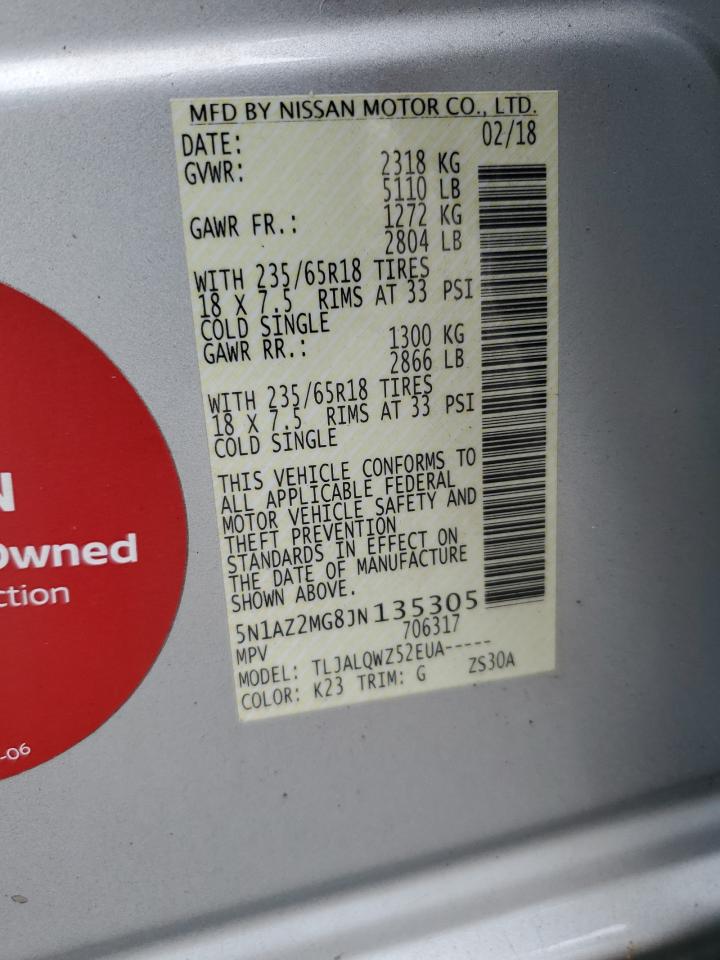 MFD BY NISSAN MOTOR CO., LTD.
DATE: 02/18
GVWR: 2318 KG
5110 LB
GAWR FR.: 1272 KG
2804 LB
WITH 235/65R18 TIRES
18 X 7.5 RIMS AT 33 PSI
COLD SINGLE
GAWR RR.: 1300 KG
2866 LB
WITH 235/65R18 TIRES
18 X 7.5 RIMS AT 33 PSI
COLD SINGLE
THIS VEHICLE CONFORMS TO
ALL APPLICABLE FEDERAL
MOTOR VEHICLE SAFETY AND
THEFT PREVENTION
STANDARDS IN EFFECT ON
THE DATE OF MANUFACTURE
SHOWN ABOVE.
5N1AZ2MG8JN135305
MPV 706317
MODEL: TLJALQWZ52EUA-----
COLOR: K23 TRIM: G ZS30A
N
Owned
ction
-06